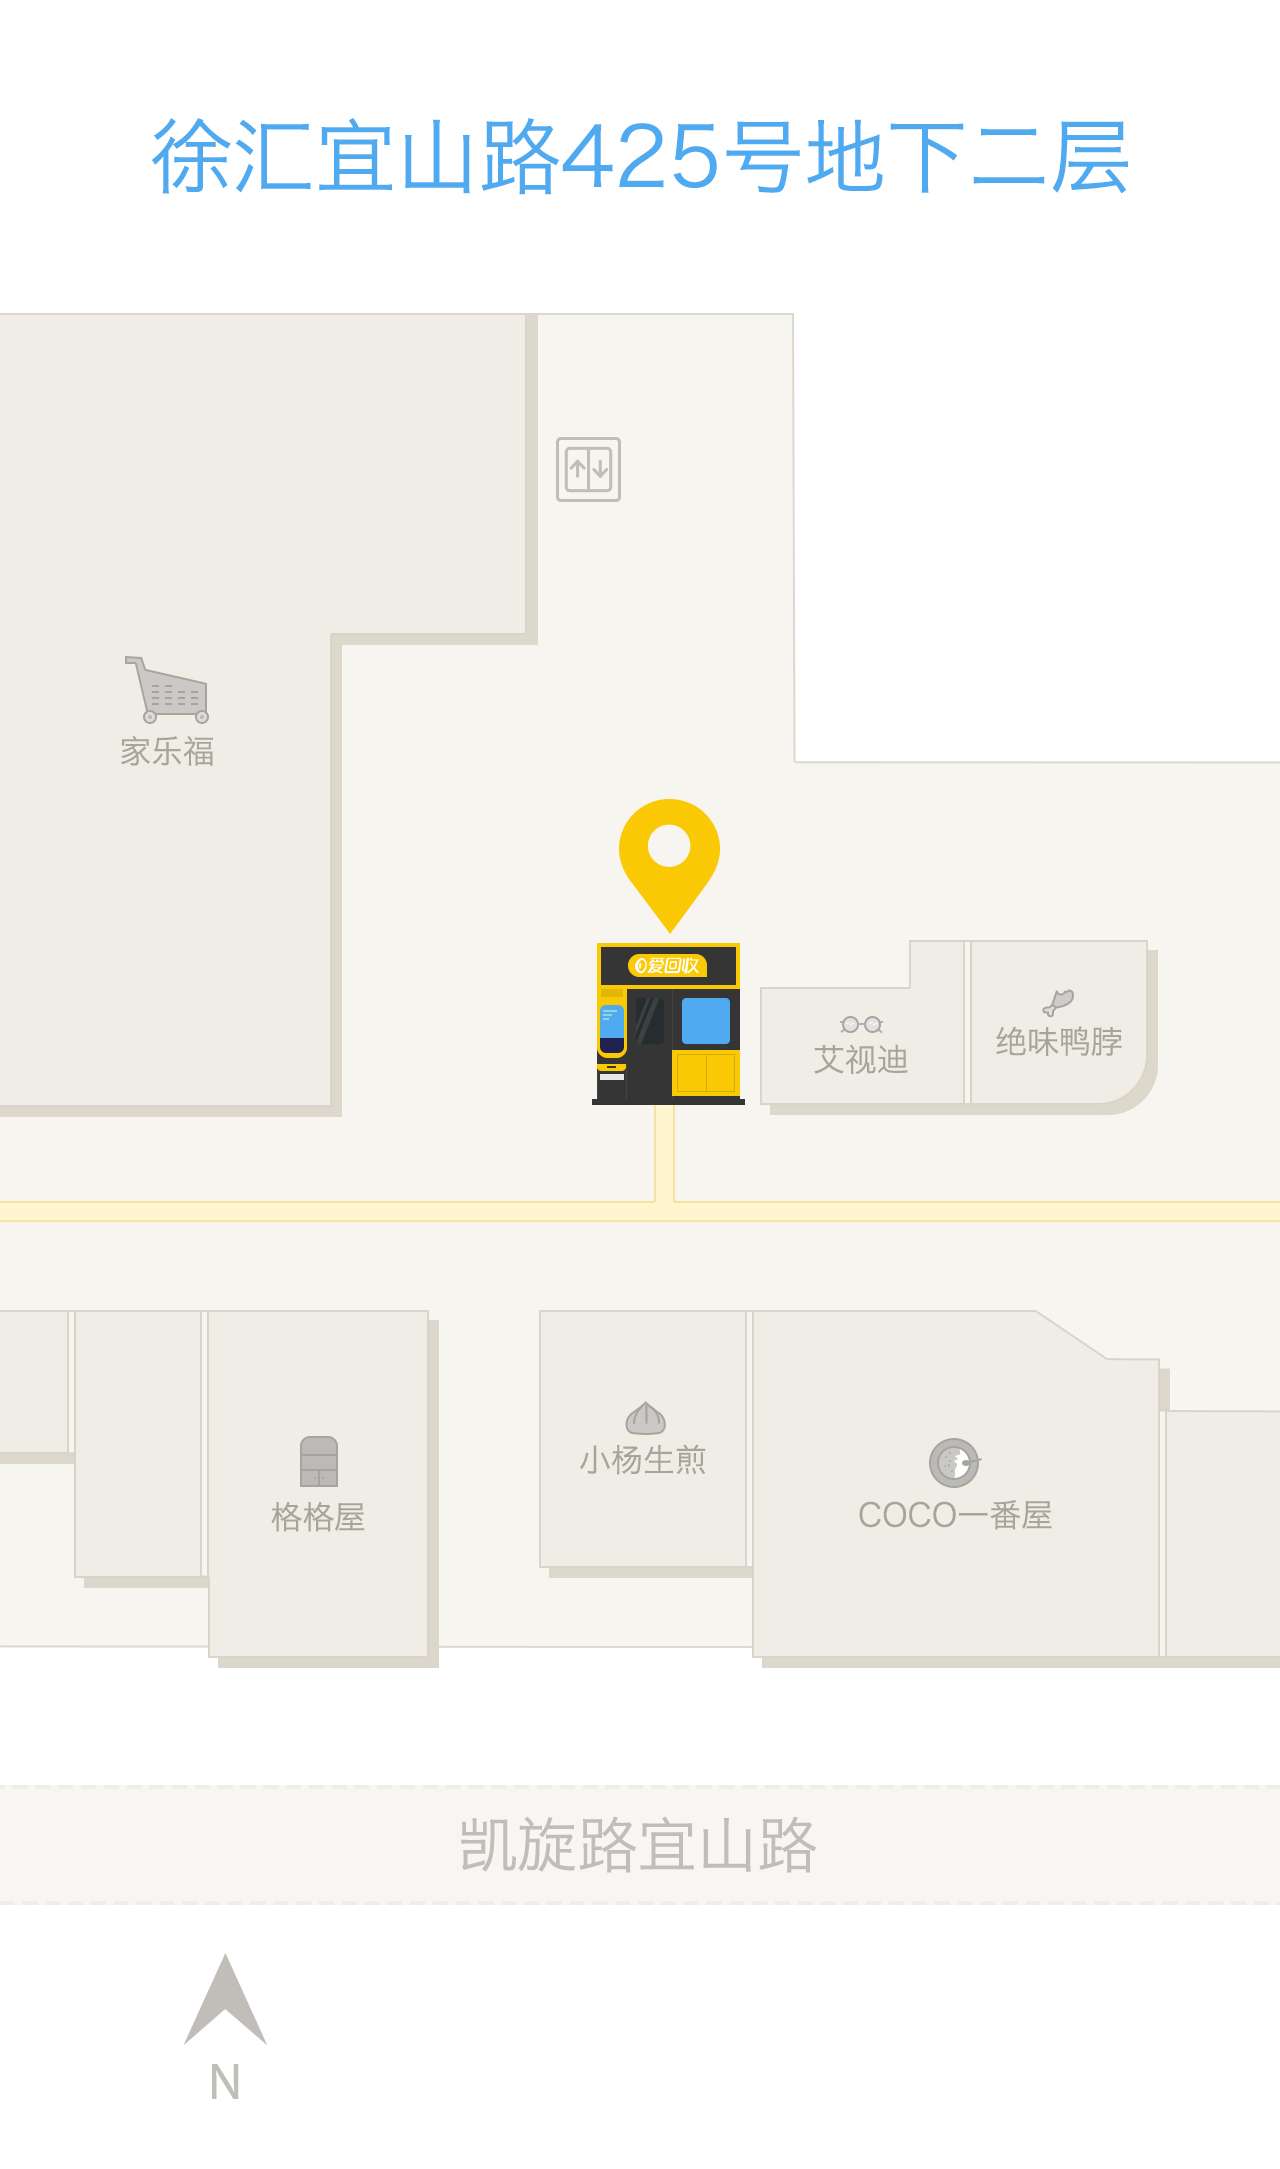 徐汇宜山路425号地下二层
家乐福
爱回收
艾视迪
绝味鸭脖
小杨生煎
格格屋
COCO一番屋
凯旋路宜山路
N